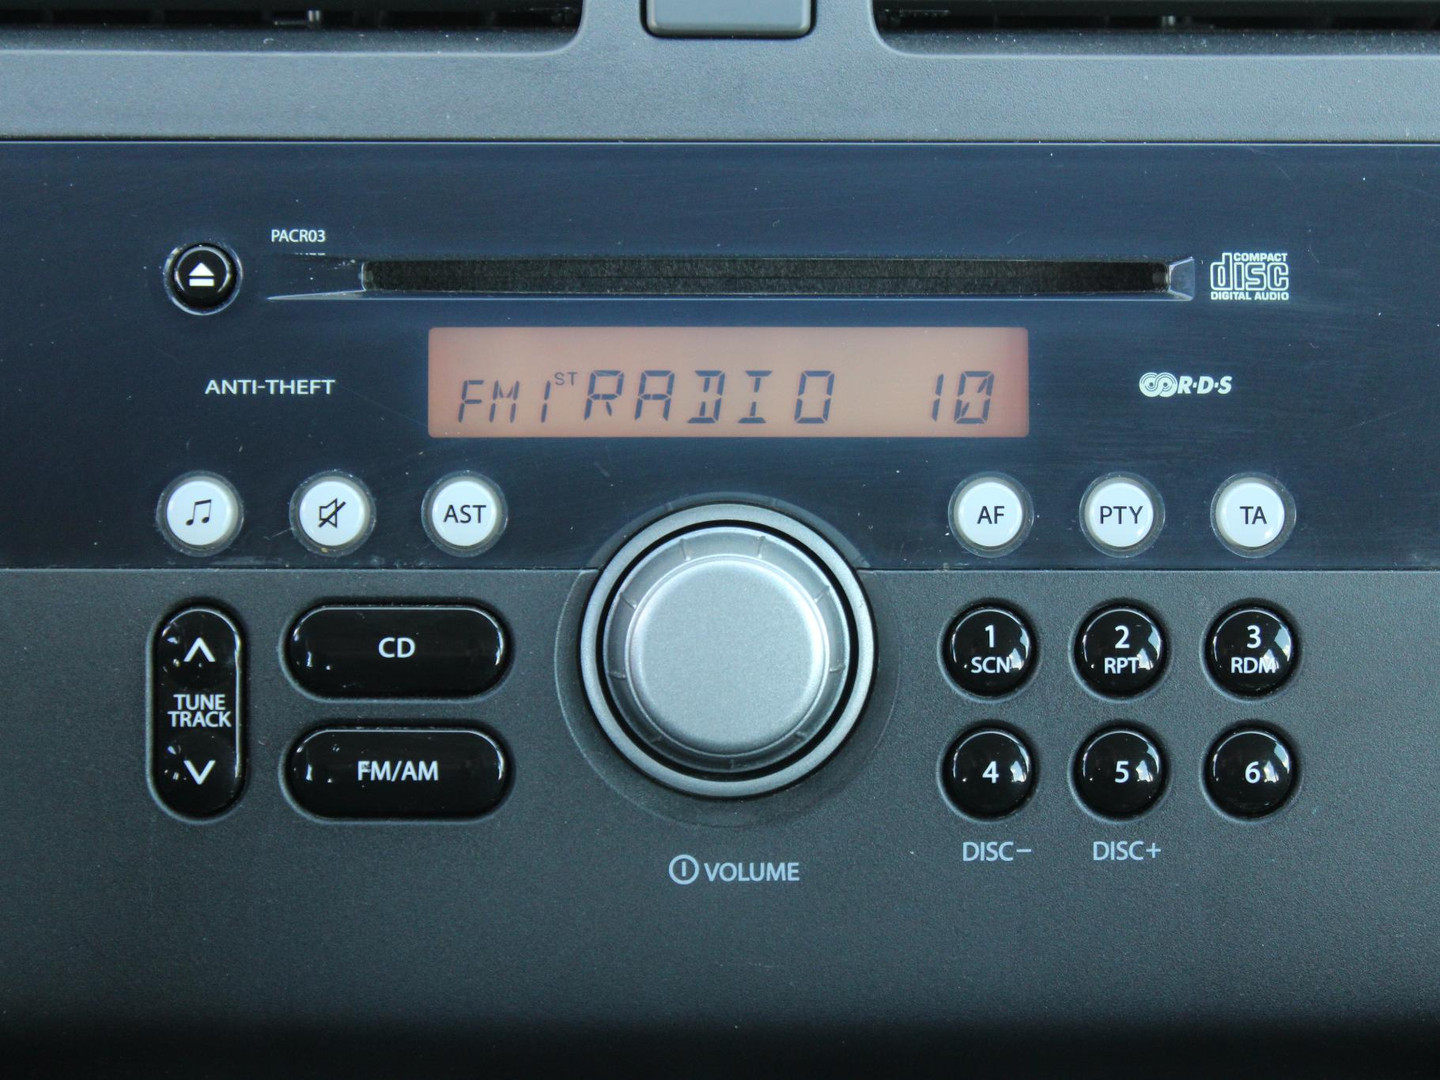 PACR03
COMPACT
disc
DIGITAL AUDIO
FM1 ST RADIO 10
ANTI-THEFT
R·D·S
AST
AF
PTY
TA
TUNE
TRACK
CD
FM/AM
1
SCN
2
RPT
3
RDM
4
5
6
DISC−
DISC+
VOLUME